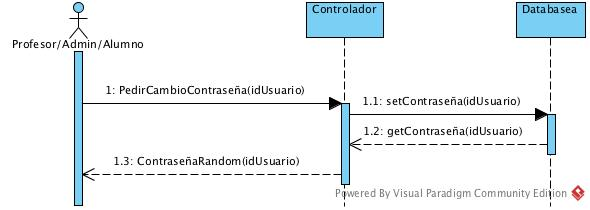 Controlador
Databasea
Profesor/Admin/Alumno
1: PedirCambioContraseña(idUsuario)
1.1: setContraseña(idUsuario)
1.2: getContraseña(idUsuario)
1.3: ContraseñaRandom(idUsuario)
Powered By Visual Paradigm Community Edition